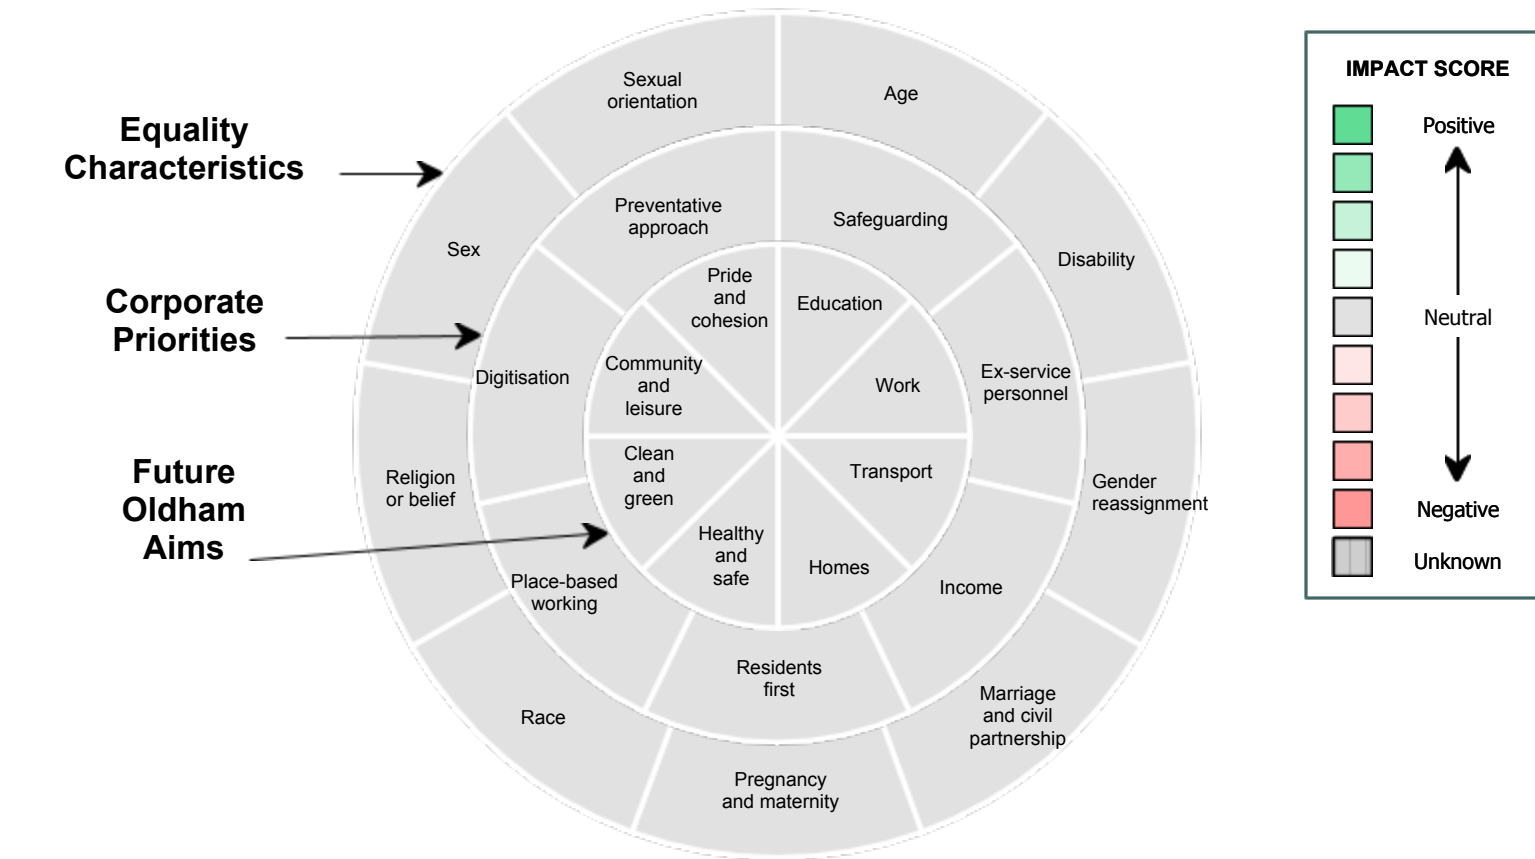 Equality
Characteristics
Corporate
Priorities
Future
Oldham
Aims
Sexual
orientation
Age
Sex
Disability
Religion
or belief
Gender
reassignment
Race
Marriage
and civil
partnership
Pregnancy
and maternity
Preventative
approach
Safeguarding
Digitisation
Ex-service
personnel
Place-based
working
Income
Residents
first
Pride
and
cohesion
Education
Community
and
leisure
Work
Clean
and
green
Transport
Healthy
and
safe
Homes
IMPACT SCORE
Positive
Neutral
Negative
Unknown